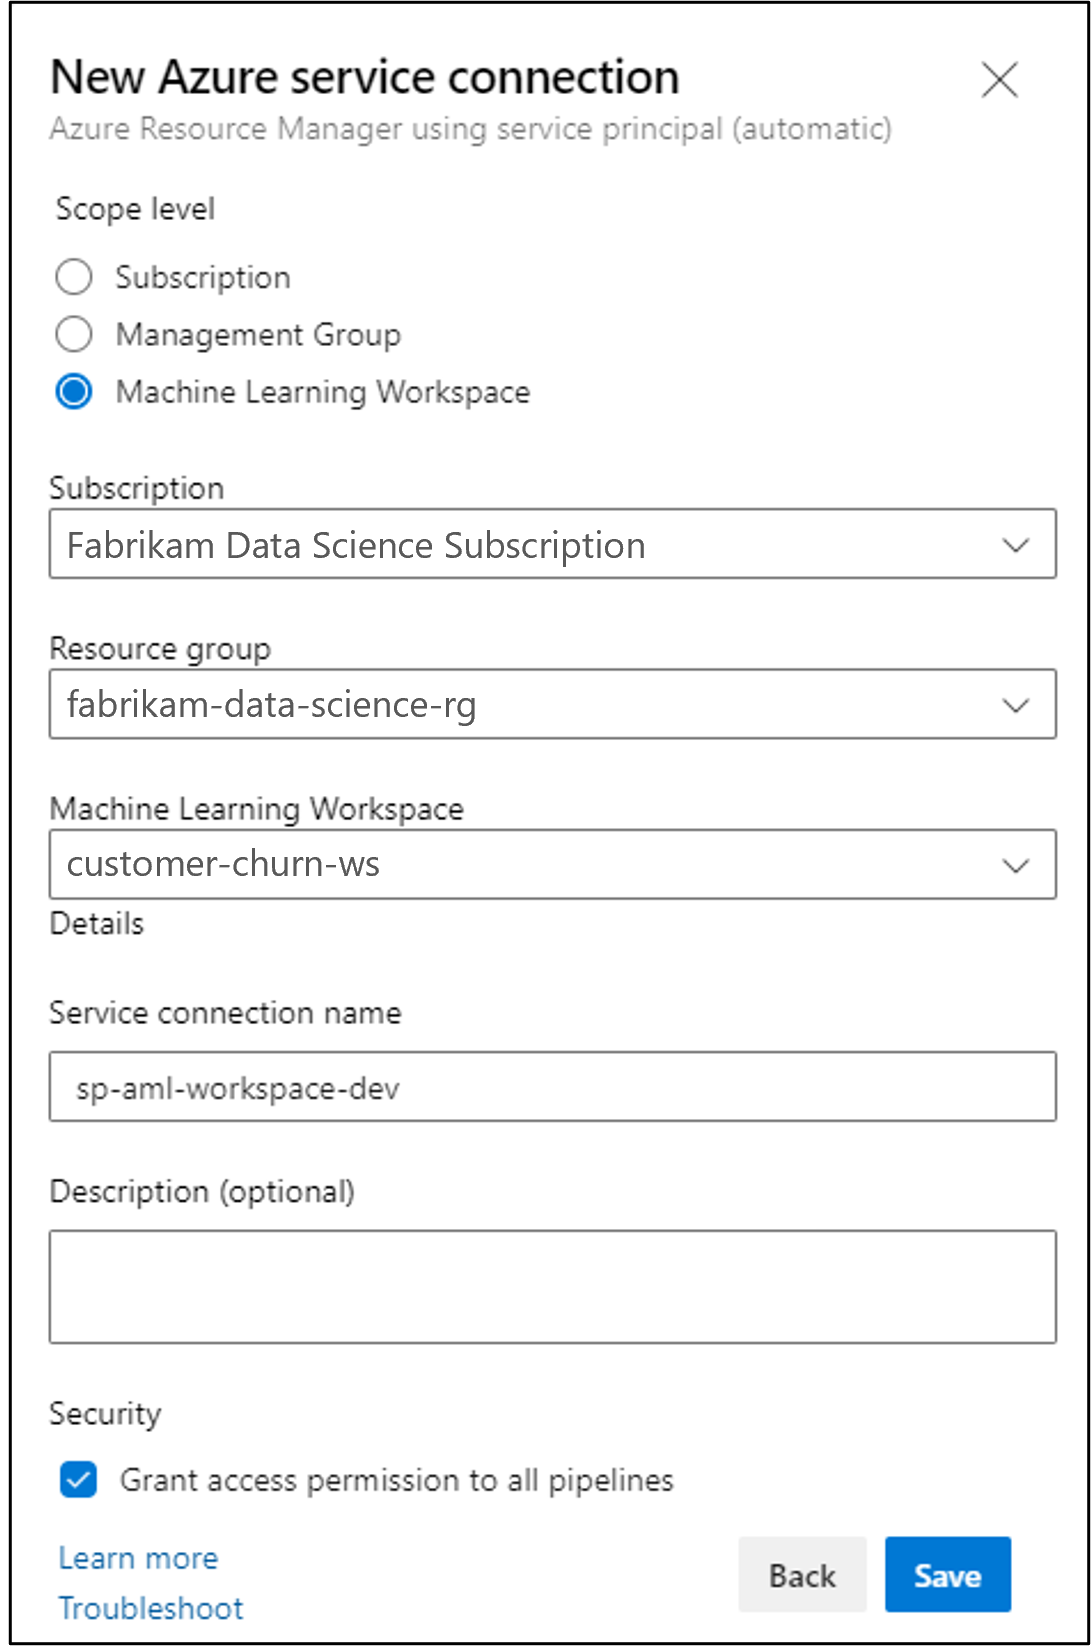 New Azure service connection
Azure Resource Manager using service principal (automatic)
Scope level
Subscription
Management Group
Machine Learning Workspace
Subscription
Fabrikam Data Science Subscription
Resource group
fabrikam-data-science-rg
Machine Learning Workspace
customer-churn-ws
Details
Service connection name
sp-aml-workspace-dev
Description (optional)
Security
Grant access permission to all pipelines
Learn more
Troubleshoot
Back
Save